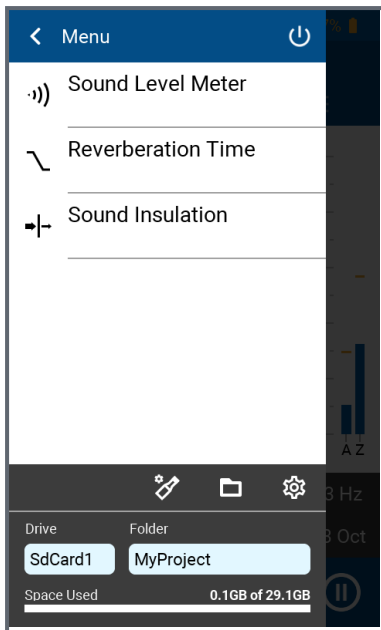 Menu
7%
Sound Level Meter
Reverberation Time
Sound Insulation
A Z
3 Hz
3 Oct
Drive
Folder
SdCard1
MyProject
Space Used
0.1GB of 29.1GB